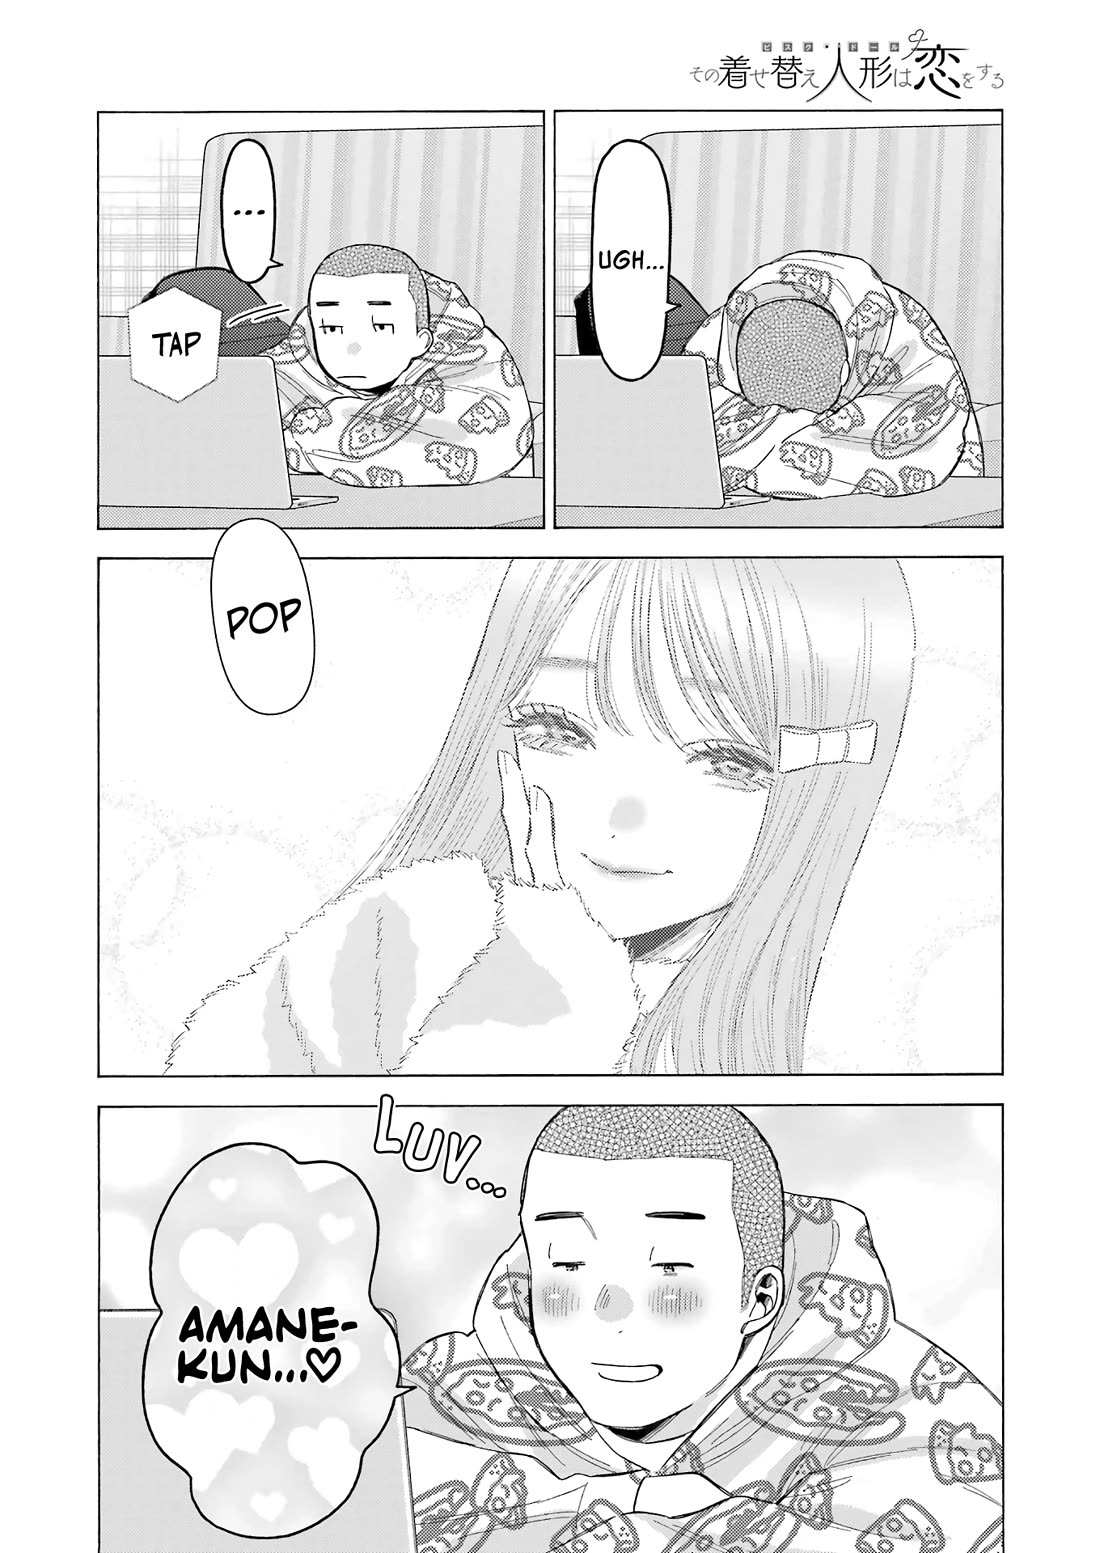 ビスク・ドール
その着せ替え人形は恋をする
UGH...
...
TAP
POP
LUV...
AMANE-
KUN...♡